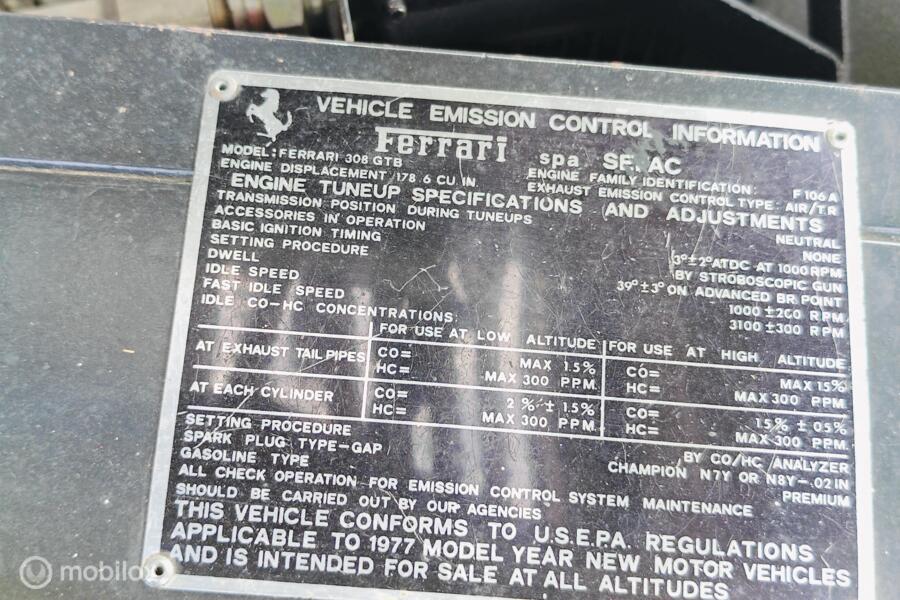 VEHICLE EMISSION CONTROL INFORMATION
Ferrari spa SEFAC
MODEL: FERRARI 308 GTB
ENGINE FAMILY IDENTIFICATION: F 106 A
ENGINE DISPLACEMENT 178.6 CU IN
EXHAUST EMISSION CONTROL TYPE: AIR/T.R
ENGINE TUNEUP SPECIFICATIONS AND ADJUSTMENTS
TRANSMISSION POSITION DURING TUNEUPS NEUTRAL
ACCESSORIES IN OPERATION NONE
BASIC IGNITION TIMING 3°±2° ATDC AT 1000 RPM
SETTING PROCEDURE BY STROBOSCOPIC GUN
DWELL 39°±3° ON ADVANCED BR POINT
IDLE SPEED 1000 ±200 RPM
FAST IDLE SPEED 3100 ±300 RPM
IDLE CO-HC CONCENTRATIONS:
FOR USE AT LOW ALTITUDE FOR USE AT HIGH ALTITUDE
AT EXHAUST TAIL PIPES CO= MAX 1.5% CO= MAX 1.5%
HC= MAX 300 PPM HC= MAX 300 PPM
AT EACH CYLINDER CO= 2 % ± 1.5% CO= 1.5% ± 0.5%
HC= MAX 300 PPM HC= MAX 300 PPM
SETTING PROCEDURE BY CO/HC ANALYZER
SPARK PLUG TYPE-GAP CHAMPION N7Y OR N8Y-.02 IN
GASOLINE TYPE PREMIUM
ALL CHECK OPERATION FOR EMISSION CONTROL SYSTEM MAINTENANCE
SHOULD BE CARRIED OUT BY OUR AGENCIES
THIS VEHICLE CONFORMS TO U.S.E.P.A. REGULATIONS
APPLICABLE TO 1977 MODEL YEAR NEW MOTOR VEHICLES
AND IS INTENDED FOR SALE AT ALL ALTITUDES
mobilox